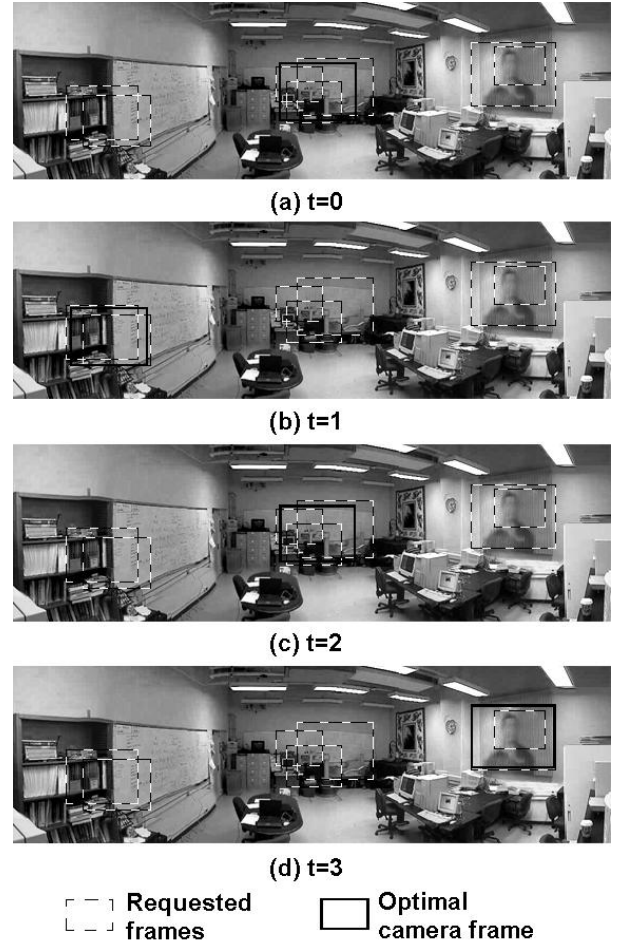 (a) t=0
(b) t=1
(c) t=2
(d) t=3
Requested frames
Optimal camera frame